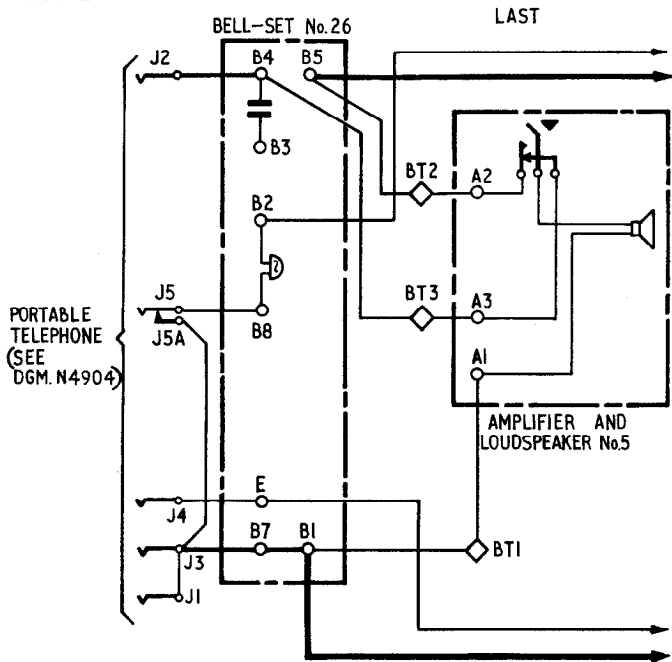 LAST
BELL-SET No.26
J2
B4
B5
B3
BT2
A2
B2
J5
J5A
B8
BT3
A3
A1
PORTABLE
TELEPHONE
(SEE
DGM. N4904)
AMPLIFIER AND
LOUDSPEAKER No.5
E
J4
B7
B1
J3
BT1
J1